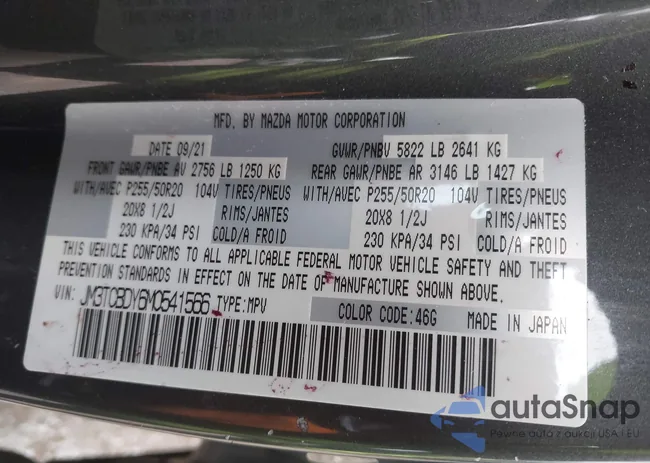 MFD. BY MAZDA MOTOR CORPORATION
DATE 09/21 GVWR/PNBV 5822 LB 2641 KG
FRONT GAWR/PNBE AV 2756 LB 1250 KG REAR GAWR/PNBE AR 3146 LB 1427 KG
WITH/AVEC P255/50R20 104V TIRES/PNEUS WITH/AVEC P255/50R20 104V TIRES/PNEUS
20X8 1/2J RIMS/JANTES 20X8 1/2J RIMS/JANTES
230 KPA/34 PSI COLD/A FROID 230 KPA/34 PSI COLD/A FROID
THIS VEHICLE CONFORMS TO ALL APPLICABLE FEDERAL MOTOR VEHICLE SAFETY AND THEFT
PREVENTION STANDARDS IN EFFECT ON THE DATE OF MANUFACTURE SHOWN ABOVE.
VIN: JM3TCBDY6M0541566 TYPE:MPV COLOR CODE: 46G MADE IN JAPAN
autaSnap
Pewne auta z aukcji USA i EU